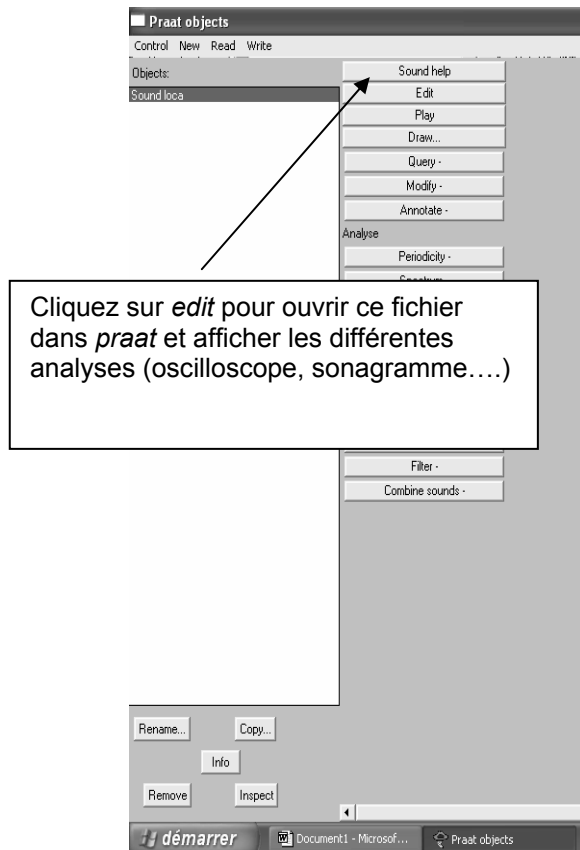 Praat objects
Control New Read Write
Objects:
Sound loca
Sound help
Edit
Play
Draw...
Query -
Modify -
Annotate -
Analyse
Periodicity -
Cliquez sur edit pour ouvrir ce fichier
dans praat et afficher les différentes
analyses (oscilloscope, sonagramme….)
Filter -
Combine sounds -
Rename... Copy...
Info
Remove Inspect
démarrer Document1 - Microsof... Praat objects